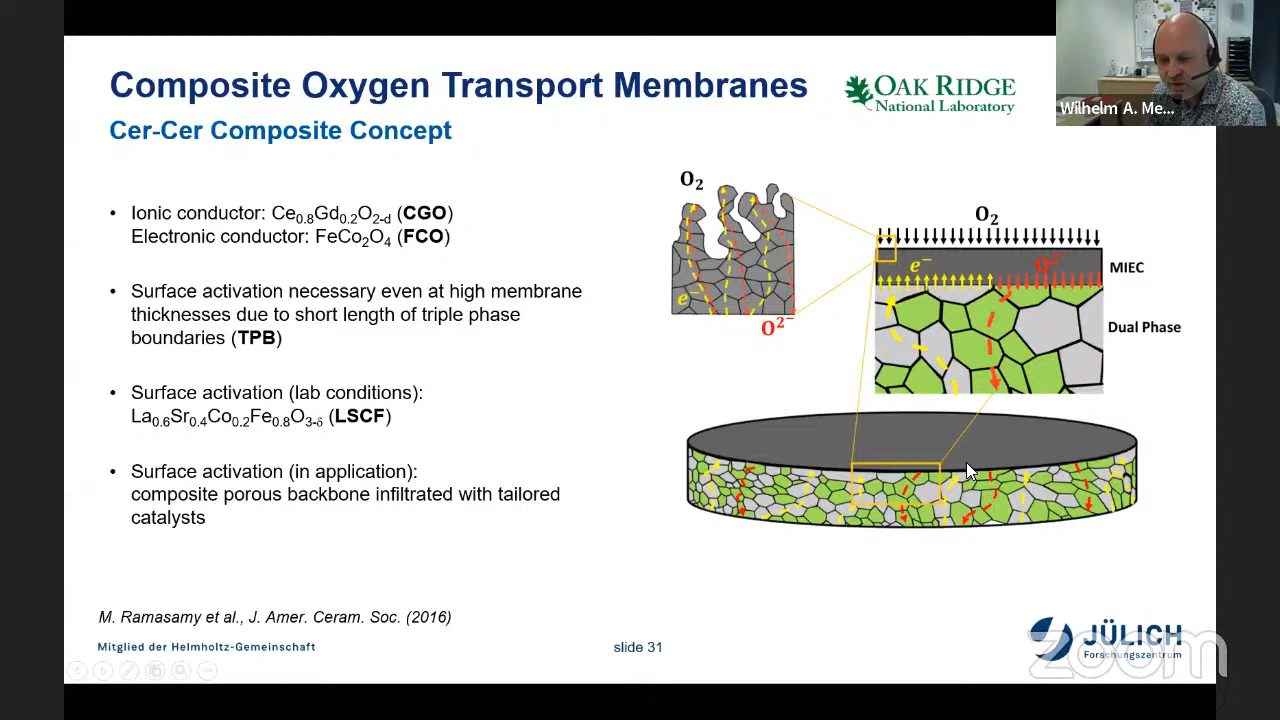 Composite Oxygen Transport Membranes
OAK RIDGE
National Laboratory
Wilhelm A. Me...
Cer-Cer Composite Concept
• Ionic conductor: Ce0.8Gd0.2O2-d (CGO)
Electronic conductor: FeCo2O4 (FCO)
• Surface activation necessary even at high membrane
thicknesses due to short length of triple phase
boundaries (TPB)
• Surface activation (lab conditions):
La0.6Sr0.4Co0.2Fe0.8O3-δ (LSCF)
• Surface activation (in application):
composite porous backbone infiltrated with tailored
catalysts
O2
e−
O2−
O2
e−
O2−
MIEC
Dual Phase
M. Ramasamy et al., J. Amer. Ceram. Soc. (2016)
Mitglied der Helmholtz-Gemeinschaft
slide 31
JÜLICH
Forschungszentrum
zoom